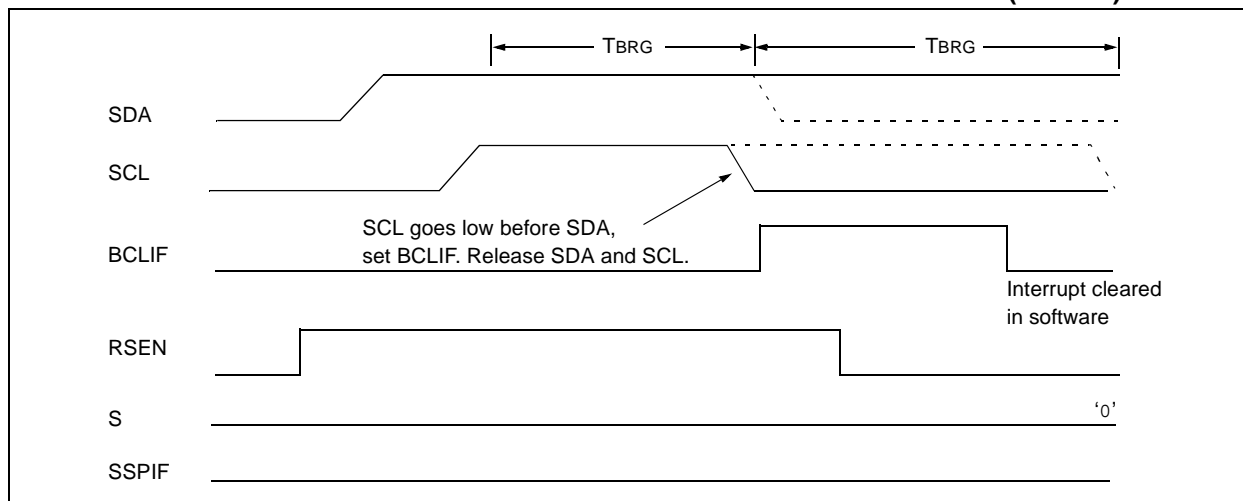 TBRG
TBRG
SDA
SCL
SCL goes low before SDA,
set BCLIF. Release SDA and SCL.
BCLIF
Interrupt cleared
in software
RSEN
S
‘0’
SSPIF